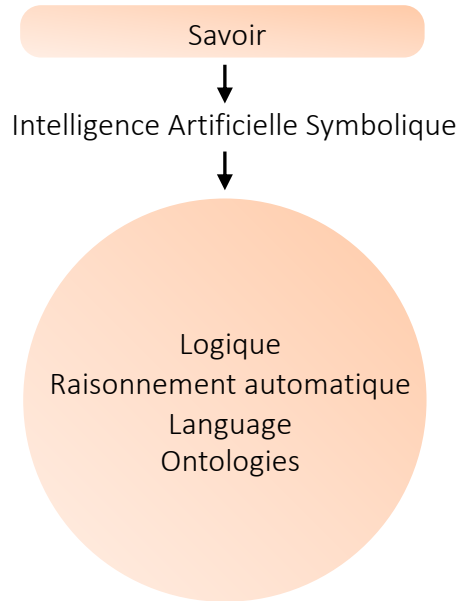 Savoir
Intelligence Artificielle Symbolique
Logique
Raisonnement automatique
Language
Ontologies